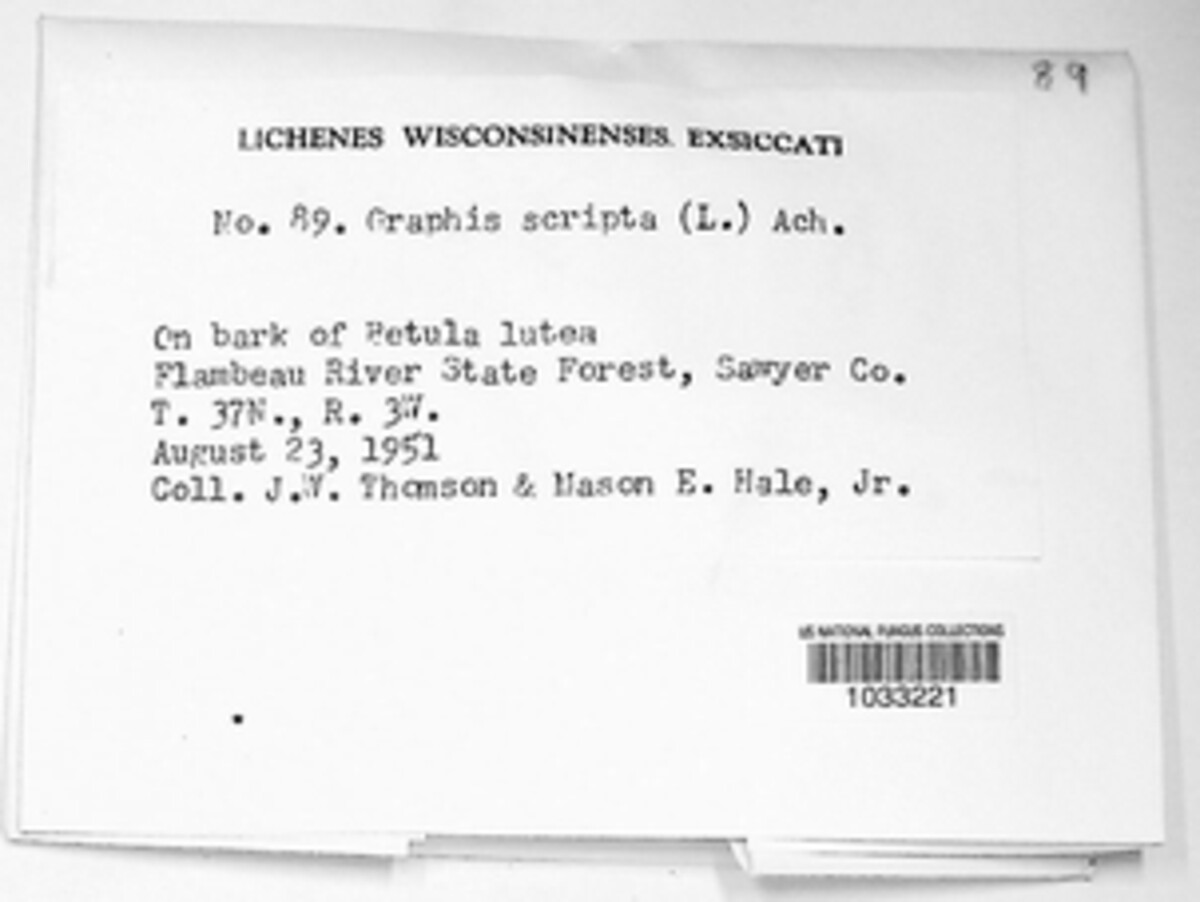 89
LICHENES WISCONSINENSES EXSICCATI
No. 89. Graphis scripta (L.) Ach.
On bark of Betula lutea
Flambeau River State Forest, Sawyer Co.
T. 37N., R. 3W.
August 23, 1951
Coll. J.W. Thomson & Mason E. Hale, Jr.
US NATIONAL FUNGUS COLLECTIONS
1033221